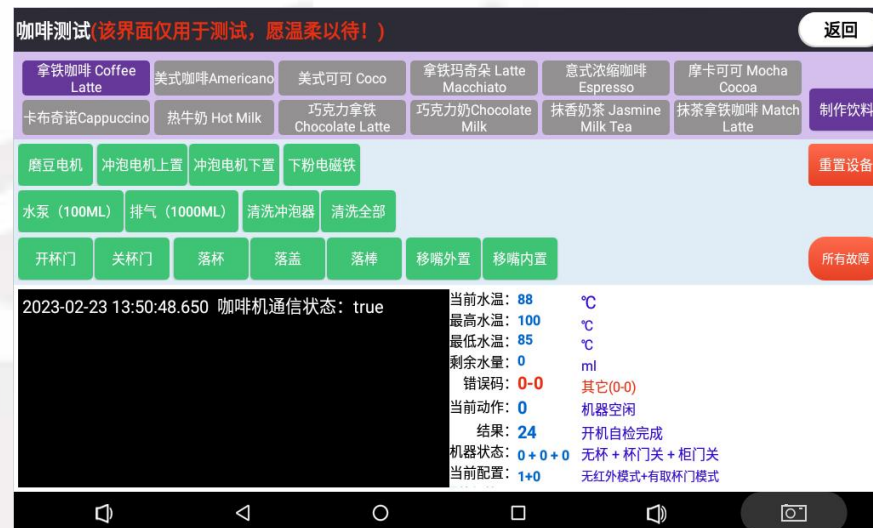 咖啡测试(该界面仅用于测试，愿温柔以待！)
返回
拿铁咖啡 Coffee
Latte
美式咖啡Americano
美式可可 Coco
拿铁玛奇朵 Latte
Macchiato
意式浓缩咖啡
Espresso
摩卡可可 Mocha
Cocoa
卡布奇诺Cappuccino
热牛奶 Hot Milk
巧克力拿铁
Chocolate Latte
巧克力奶Chocolate
Milk
抹香奶茶 Jasmine
Milk Tea
抹茶拿铁咖啡 Match
Latte
制作饮料
磨豆电机
冲泡电机上置
冲泡电机下置
下粉电磁铁
重置设备
水泵（100ML）
排气（1000ML）
清洗冲泡器
清洗全部
开杯门
关杯门
落杯
落盖
落棒
移嘴外置
移嘴内置
所有故障
2023-02-23 13:50:48.650 咖啡机通信状态：true
当前水温：88 ℃
最高水温：100 ℃
最低水温：85 ℃
剩余水量：0 ml
错误码：0-0 其它(0-0)
当前动作：0 机器空闲
结果：24 开机自检完成
机器状态：0 + 0 + 0 无杯 + 杯门关 + 柜门关
当前配置：1+0 无红外模式+有取杯门模式